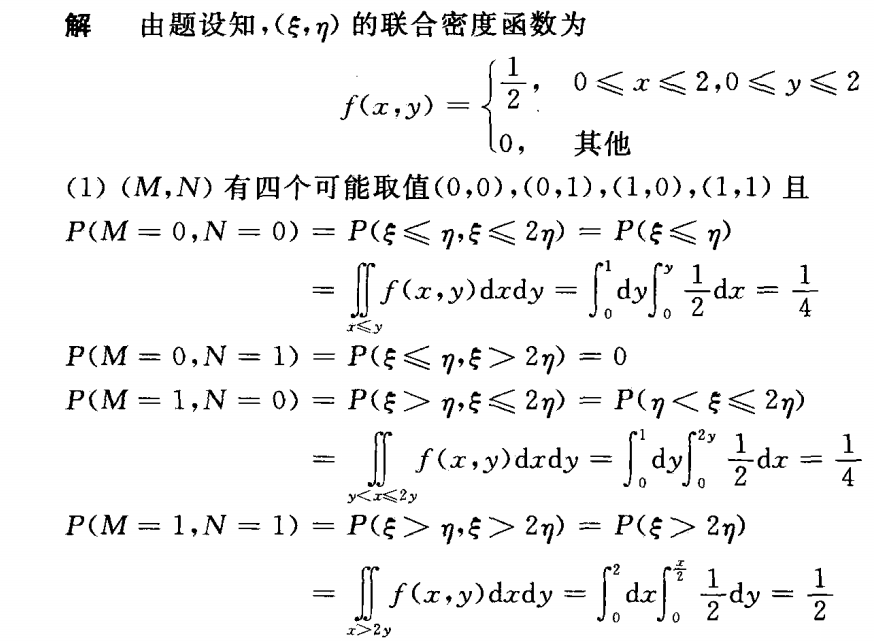 解 由题设知,(ξ,η) 的联合密度函数为
f(x,y) = { 1/2, 0 ⩽ x ⩽ 2,0 ⩽ y ⩽ 2
0, 其他
(1) (M,N) 有四个可能取值(0,0),(0,1),(1,0),(1,1) 且
P(M = 0,N = 0) = P(ξ ⩽ η,ξ ⩽ 2η) = P(ξ ⩽ η)
= ∬_{x⩽y} f(x,y)dxdy = ∫_0^1 dy ∫_0^y 1/2 dx = 1/4
P(M = 0,N = 1) = P(ξ ⩽ η,ξ > 2η) = 0
P(M = 1,N = 0) = P(ξ > η,ξ ⩽ 2η) = P(η < ξ ⩽ 2η)
= ∬_{y<x⩽2y} f(x,y)dxdy = ∫_0^1 dy ∫_0^{2y} 1/2 dx = 1/4
P(M = 1,N = 1) = P(ξ > η,ξ > 2η) = P(ξ > 2η)
= ∬_{x>2y} f(x,y)dxdy = ∫_0^2 dx ∫_0^{x/2} 1/2 dy = 1/2